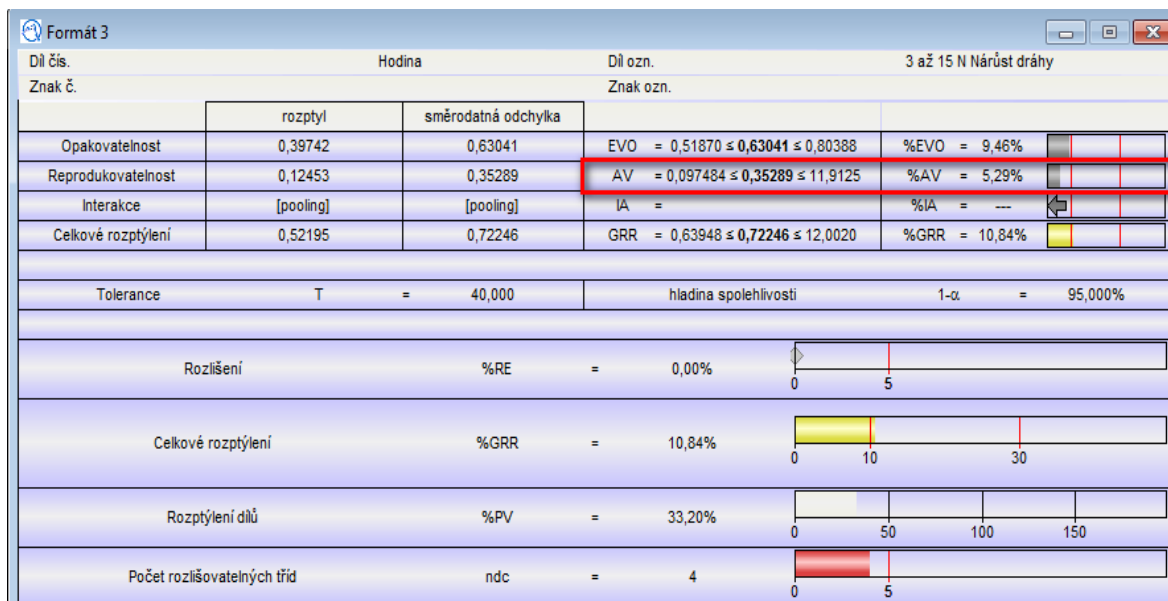 Formát 3
Díl čís. Hodina Díl ozn. 3 až 15 N Nárůst dráhy
Znak č. Znak ozn.
rozptyl směrodatná odchylka
Opakovatelnost 0,39742 0,63041 EVO = 0,51870 ≤ 0,63041 ≤ 0,80388 %EVO = 9,46%
Reprodukovatelnost 0,12453 0,35289 AV = 0,097484 ≤ 0,35289 ≤ 11,9125 %AV = 5,29%
Interakce [pooling] [pooling] IA = %IA = ---
Celkové rozptýlení 0,52195 0,72246 GRR = 0,63948 ≤ 0,72246 ≤ 12,0020 %GRR = 10,84%
Tolerance T = 40,000 hladina spolehlivosti 1-α = 95,000%
Rozlišení %RE = 0,00%
0 5
Celkové rozptýlení %GRR = 10,84%
0 10 30
Rozptýlení dílů %PV = 33,20%
0 50 100 150
Počet rozlišovatelných tříd ndc = 4
0 5